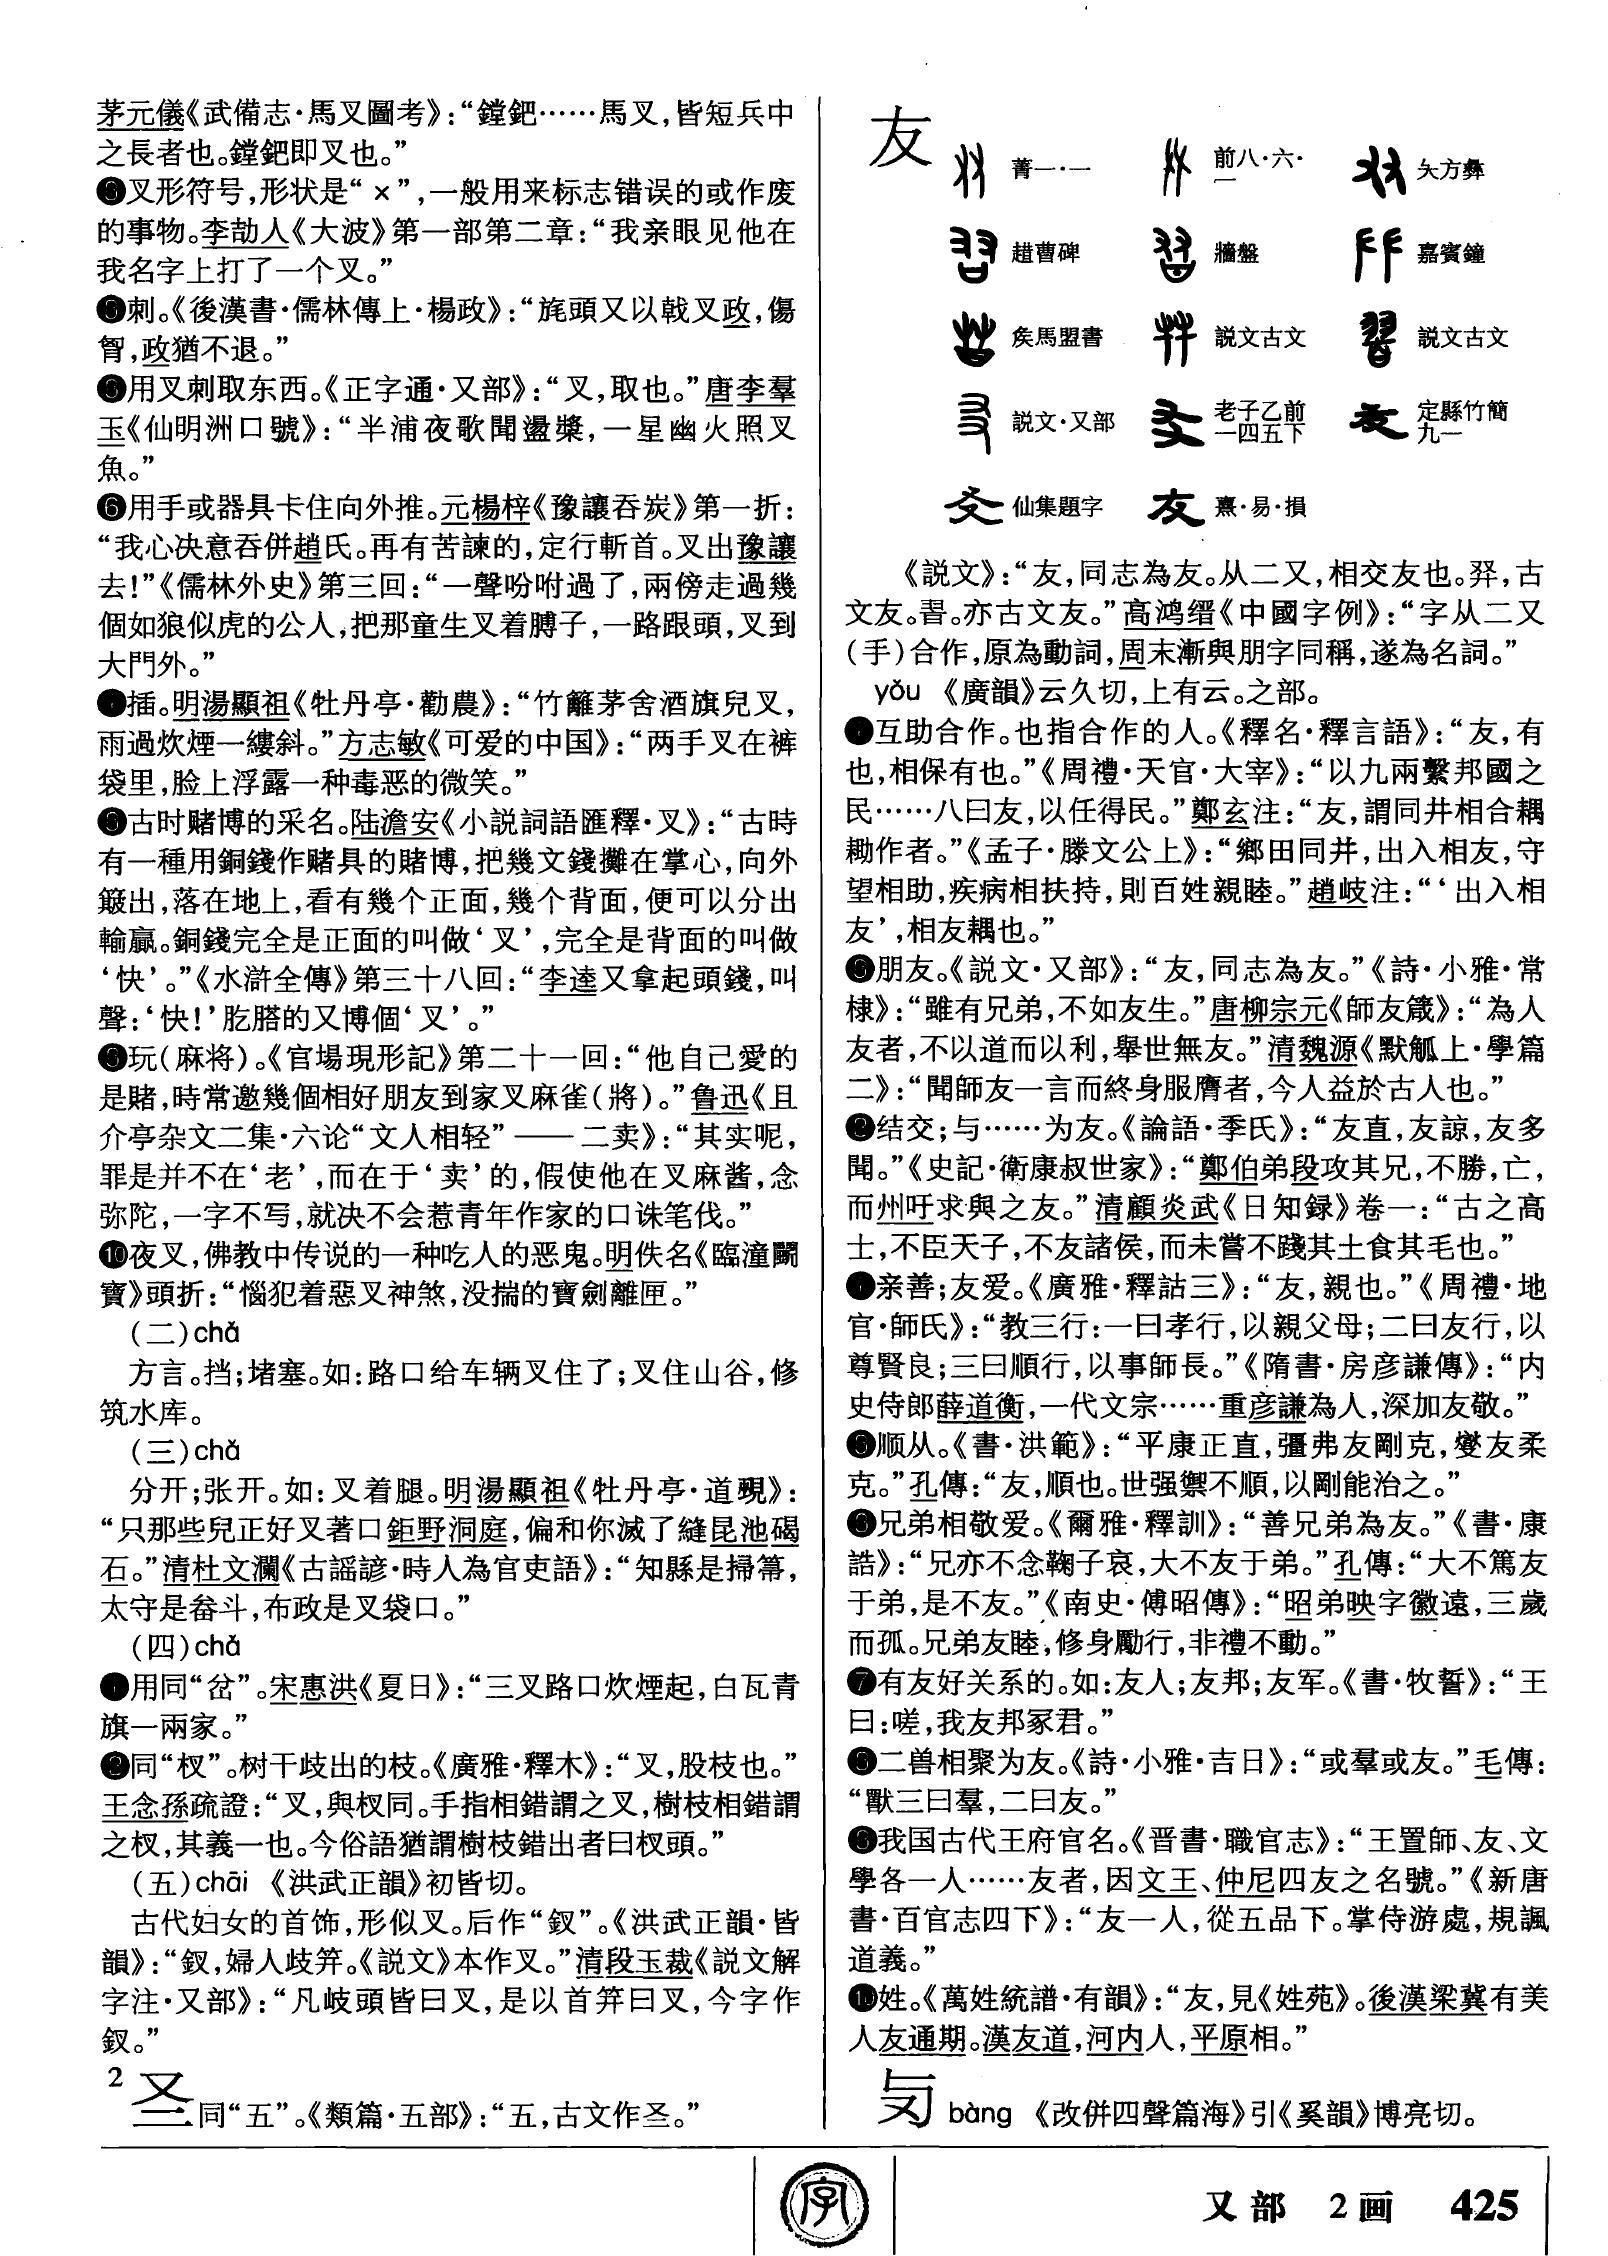 茅元儀《武備志·馬叉圖考》：“鏜鈀……馬叉，皆短兵中
之長者也。鏜鈀即叉也。”
❸叉形符号，形状是“×”，一般用来标志错误的或作废
的事物。李劼人《大波》第一部第二章：“我亲眼见他在
我名字上打了一个叉。”
❹刺。《後漢書·儒林傳上·楊政》：“旄頭又以戟叉政，傷
胷，政猶不退。”
❺用叉刺取东西。《正字通·又部》：“叉，取也。”唐李羣
玉《仙明洲口號》：“半浦夜歌聞盪槳，一星幽火照叉
魚。”
❻用手或器具卡住向外推。元楊梓《豫讓吞炭》第一折：
“我心决意吞併趙氏。再有苦諫的，定行斬首。叉出豫讓
去！”《儒林外史》第三回：“一聲吩咐過了，兩傍走過幾
個如狼似虎的公人，把那童生叉着膊子，一路跟頭，叉到
大門外。”
❼插。明湯顯祖《牡丹亭·勸農》：“竹籬茅舍酒旗兒叉，
雨過炊煙一縷斜。”方志敏《可爱的中国》：“两手叉在裤
袋里，脸上浮露一种毒恶的微笑。”
❽古时赌博的采名。陆澹安《小説詞語匯釋·叉》：“古時
有一種用銅錢作賭具的賭博，把幾文錢攤在掌心，向外
簸出，落在地上，看有幾个正面，幾个背面，便可以分出
輸贏。銅錢完全是正面的叫做‘叉’，完全是背面的叫做
‘快’。”《水滸全傳》第三十八回：“李逵又拿起頭錢，叫
聲：‘快！’肐𦞂的又博個‘叉’。”
❾玩（麻将）。《官場現形記》第二十一回：“他自己愛的
是賭，時常邀幾個相好朋友到家叉麻雀（將）。”鲁迅《且
介亭杂文二集·六论“文人相轻”——二卖》：“其实呢，
罪是并不在‘老’，而在于‘卖’的，假使他在叉麻酱，念
弥陀，一字不写，就决不会惹青年作家的口诛笔伐。”
❿夜叉，佛教中传说的一种吃人的恶鬼。明佚名《臨潼鬭
寶》頭折：“惱犯着惡叉神煞，没揣的寶劍離匣。”
（二）chǎ
方言。挡；堵塞。如：路口给车辆叉住了；叉住山谷，修
筑水库。
（三）chǎ
分开；张开。如：叉着腿。明湯顯祖《牡丹亭·道覡》：
“只那些兒正好叉著口鉅野洞庭，偏和你滅了縫昆池碣
石。”清杜文瀾《古謡諺·時人為官吏語》：“知縣是掃箒，
太守是畚斗，布政是叉袋口。”
（四）chǎ
❶用同“岔”。宋惠洪《夏日》：“三叉路口炊煙起，白瓦青
旗一兩家。”
❷同“杈”。树干歧出的枝。《廣雅·釋木》：“叉，股枝也。”
王念孫疏證：“叉，與杈同。手指相錯謂之叉，樹枝相錯謂
之杈，其義一也。今俗語猶謂樹枝錯出者曰杈頭。”
（五）chāi 《洪武正韻》初皆切。
古代妇女的首饰，形似叉。后作“釵”。《洪武正韻·皆
韻》：“釵，婦人歧笄。《説文》本作叉。”清段玉裁《説文解
字注·又部》：“凡岐頭皆曰叉，是以首笄曰叉，今字作
釵。”
2
圣 同“五”。《類篇·五部》：“五，古文作圣。”
友
菁一·一 前八·六·一 夨方彝
趞曹碑 牆盤 嘉賓鐘
矦馬盟書 説文古文 説文古文
説文·又部 老子乙前一四五下 定縣竹簡九一
仙集題字 熹·易·損
《説文》：“友，同志為友。从二又，相交友也。𦫶，古
文友。𦐮。亦古文友。”高鸿缙《中國字例》：“字从二又
（手）合作，原為動詞，周末漸與朋字同稱，遂為名詞。”
yǒu 《廣韻》云久切，上有云。之部。
❶互助合作。也指合作的人。《釋名·釋言語》：“友，有
也，相保有也。”《周禮·天官·大宰》：“以九兩繫邦國之
民……八曰友，以任得民。”鄭玄注：“友，謂同井相合耦
耡作者。”《孟子·滕文公上》：“鄉田同井，出入相友，守
望相助，疾病相扶持，則百姓親睦。”趙岐注：“‘出入相
友’，相友耦也。”
❷朋友。《説文·又部》：“友，同志為友。”《詩·小雅·常
棣》：“雖有兄弟，不如友生。”唐柳宗元《師友箴》：“為人
友者，不以道而以利，舉世無友。”清魏源《默觚上·學篇
二》：“聞師友一言而終身服膺者，今人益於古人也。”
❸结交；与……为友。《論語·季氏》：“友直，友諒，友多
聞。”《史記·衛康叔世家》：“鄭伯弟段攻其兄，不勝，亡，
而州吁求與之友。”清顧炎武《日知録》卷一：“古之高
士，不臣天子，不友諸侯，而未嘗不踐其土食其毛也。”
❹亲善；友爱。《廣雅·釋詁三》：“友，親也。”《周禮·地
官·師氏》：“教三行：一曰孝行，以親父母；二曰友行，以
尊賢良；三曰順行，以事師長。”《隋書·房彦謙傳》：“内
史侍郎薛道衡，一代文宗……重彦謙為人，深加友敬。”
❺顺从。《書·洪範》：“平康正直，彊弗友剛克，燮友柔
克。”孔傳：“友，順也。世强禦不順，以剛能治之。”
❻兄弟相敬爱。《爾雅·釋訓》：“善兄弟為友。”《書·康
誥》：“兄亦不念鞠子哀，大不友于弟。”孔傳：“大不篤友
于弟，是不友。”《南史·傅昭傳》：“昭弟映字徽遠，三歲
而孤。兄弟友睦，修身勵行，非禮不動。”
❼有友好关系的。如：友人；友邦；友军。《書·牧誓》：“王
曰：嗟，我友邦冢君。”
❽二兽相聚为友。《詩·小雅·吉日》：“或羣或友。”毛傳：
“獸三曰羣，二曰友。”
❾我国古代王府官名。《晋書·職官志》：“王置師、友、文
學各一人……友者，因文王、仲尼四友之名號。”《新唐
書·百官志四下》：“友一人，從五品下。掌侍游處，規諷
道義。”
❿姓。《萬姓統譜·有韻》：“友，見《姓苑》。後漢梁冀有美
人友通期。漢友道，河内人，平原相。”
bàng 《改併四聲篇海》引《奚韻》博亮切。
字
又部 2画 425